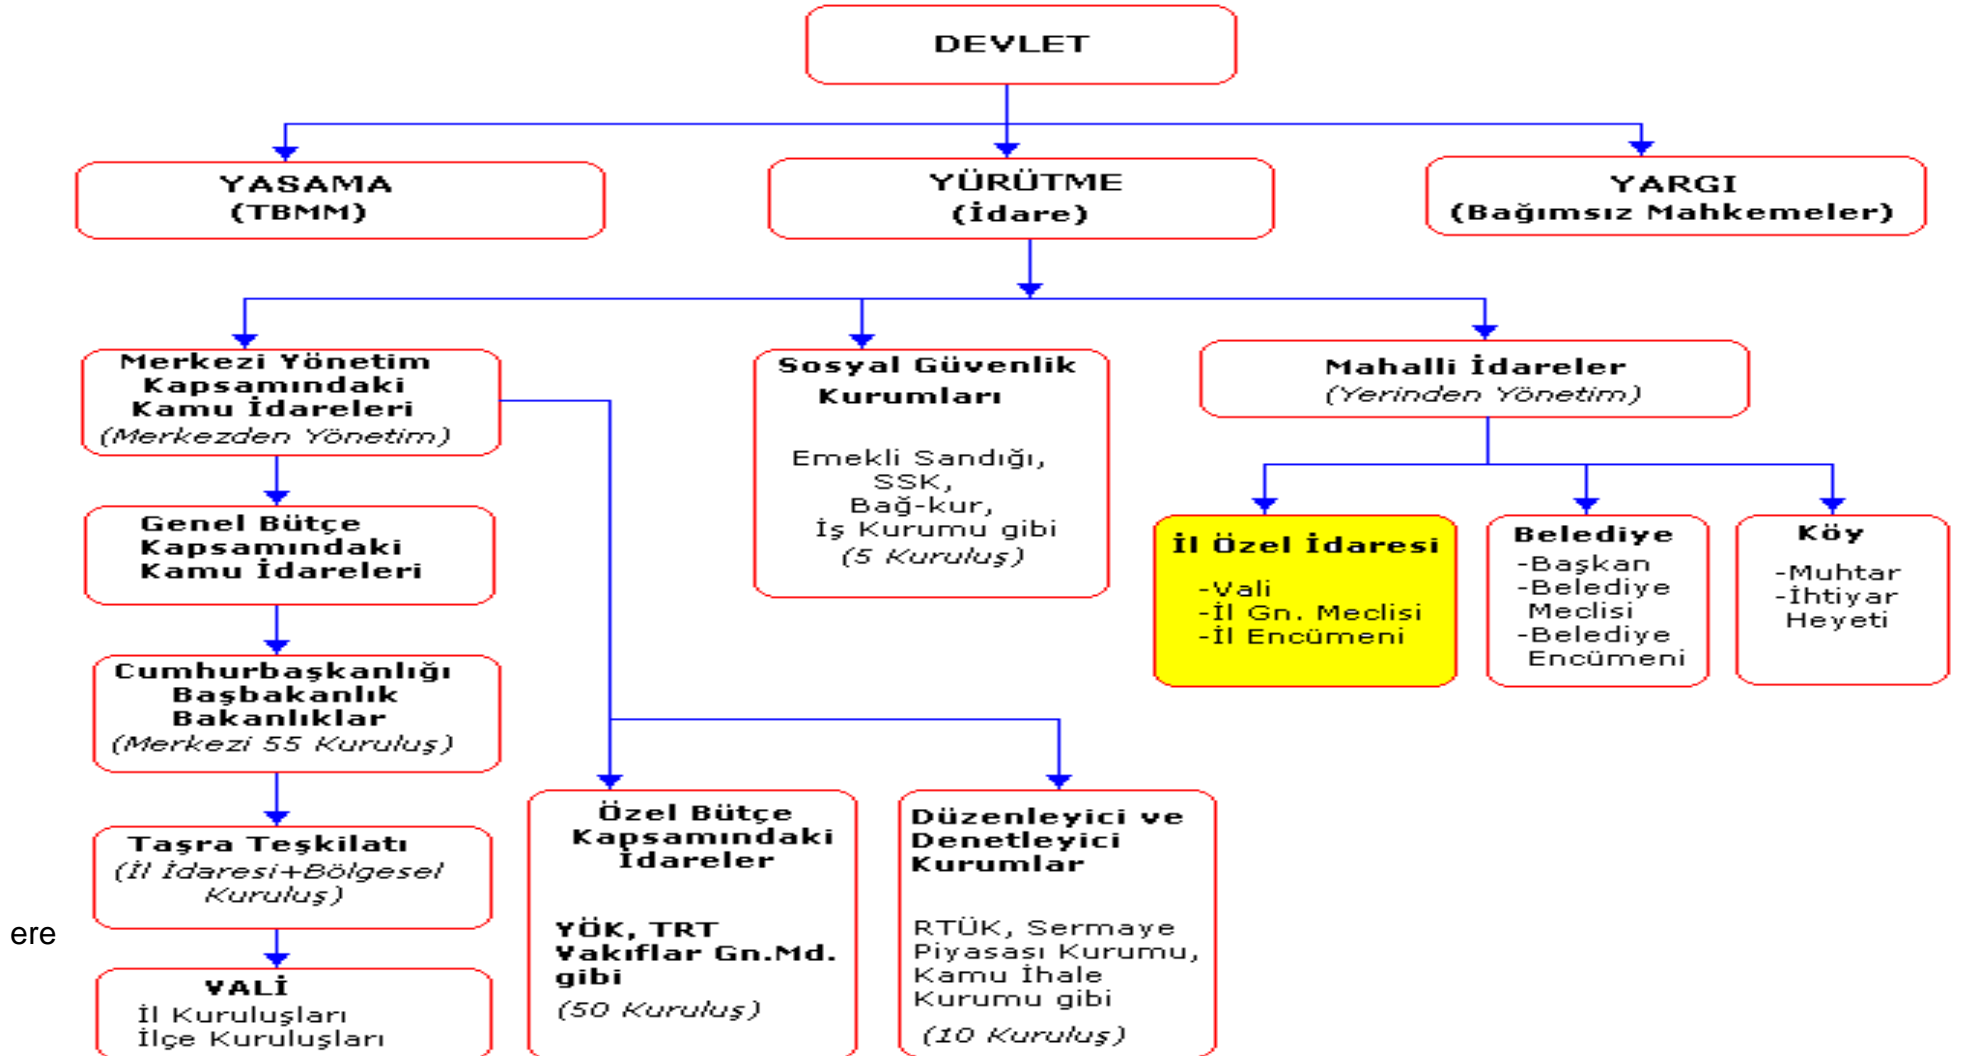 DEVLET
YASAMA
(TBMM)
YÜRÜTME
(İdare)
YARGI
(Bağımsız Mahkemeler)
Merkezi Yönetim
Kapsamındaki
Kamu İdareleri
(Merkezden Yönetim)
Sosyal Güvenlik
Kurumları
Emekli Sandığı,
SSK,
Bağ-kur,
İş Kurumu gibi
(5 Kuruluş)
Mahalli İdareler
(Yerinden Yönetim)
Genel Bütçe
Kapsamındaki
Kamu İdareleri
İl Özel İdaresi
-Vali
-İl Gn. Meclisi
-İl Encümeni
Belediye
-Başkan
-Belediye
Meclisi
-Belediye
Encümeni
Köy
-Muhtar
-İhtiyar
Heyeti
Cumhurbaşkanlığı
Başbakanlık
Bakanlıklar
(Merkezi 55 Kuruluş)
Taşra Teşkilatı
(İl İdaresi+Bölgesel
Kuruluş)
Özel Bütçe
Kapsamındaki
İdareler
YÖK, TRT
Vakıflar Gn.Md.
gibi
(50 Kuruluş)
Düzenleyici ve
Denetleyici
Kurumlar
RTÜK, Sermaye
Piyasası Kurumu,
Kamu İhale
Kurumu gibi
(10 Kuruluş)
ere
VALİ
İl Kuruluşları
İlçe Kuruluşları